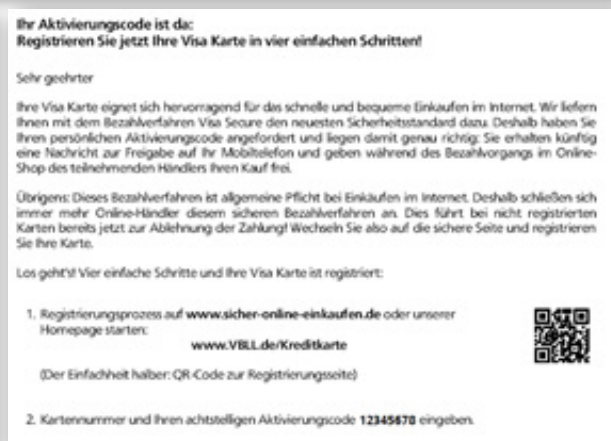 Ihr Aktivierungscode ist da:
Registrieren Sie jetzt Ihre Visa Karte in vier einfachen Schritten!
Sehr geehrter
Ihre Visa Karte eignet sich hervorragend für das schnelle und bequeme Einkaufen im Internet. Wir liefern
Ihnen mit dem Bezahlverfahren Visa Secure den neuesten Sicherheitsstandard dazu. Deshalb haben Sie
Ihren persönlichen Aktivierungscode angefordert und liegen damit genau richtig: Sie erhalten künftig
eine Nachricht zur Freigabe auf Ihr Mobiltelefon und geben während des Bezahlvorgangs im Online-
Shop des teilnehmenden Händlers Ihren Kauf frei.
Übrigens: Dieses Bezahlverfahren ist allgemeine Pflicht bei Einkäufen im Internet. Deshalb schließen sich
immer mehr Online-Händler diesem sicheren Bezahlverfahren an. Dies führt bei nicht registrierten
Karten bereits jetzt zur Ablehnung der Zahlung! Wechseln Sie also auf die sichere Seite und registrieren
Sie Ihre Karte.
Los geht's! Vier einfache Schritte und Ihre Visa Karte ist registriert:
1. Registrierungsprozess auf www.sicher-online-einkaufen.de oder unserer
Homepage starten:
www.VBLL.de/Kreditkarte
(Der Einfachheit halber: QR-Code zur Registrierungsseite)
2. Kartennummer und Ihren achtstelligen Aktivierungscode 12345678 eingeben.